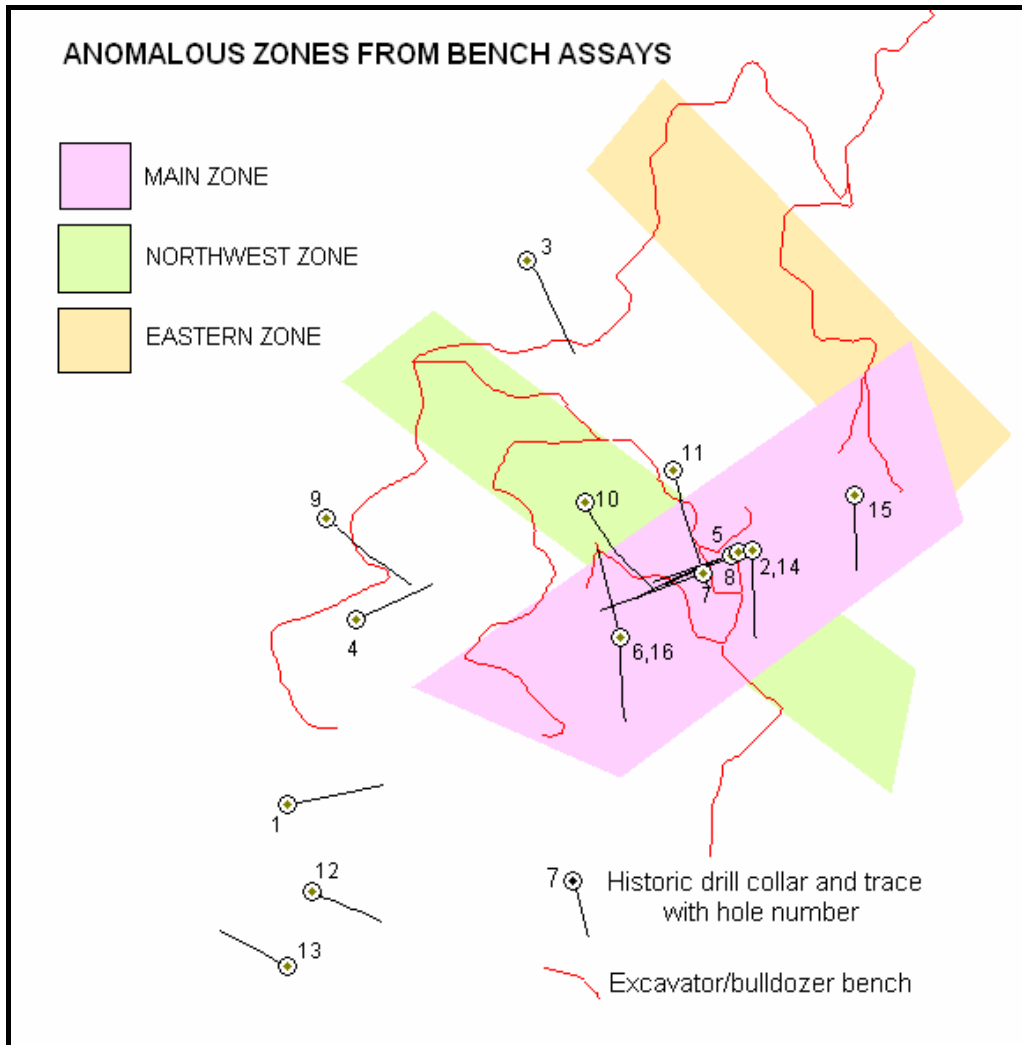 ANOMALOUS ZONES FROM BENCH ASSAYS
MAIN ZONE
NORTHWEST ZONE
EASTERN ZONE
3
11
10
9
15
5
2,14
8
7
4
6,16
1
12
13
7
Historic drill collar and trace
with hole number
Excavator/bulldozer bench